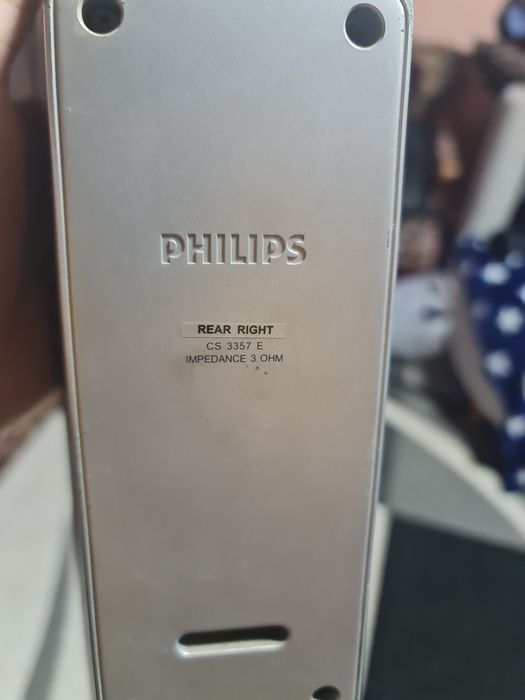 PHILIPS
REAR RIGHT
CS 3357 E
IMPEDANCE 3 OHM